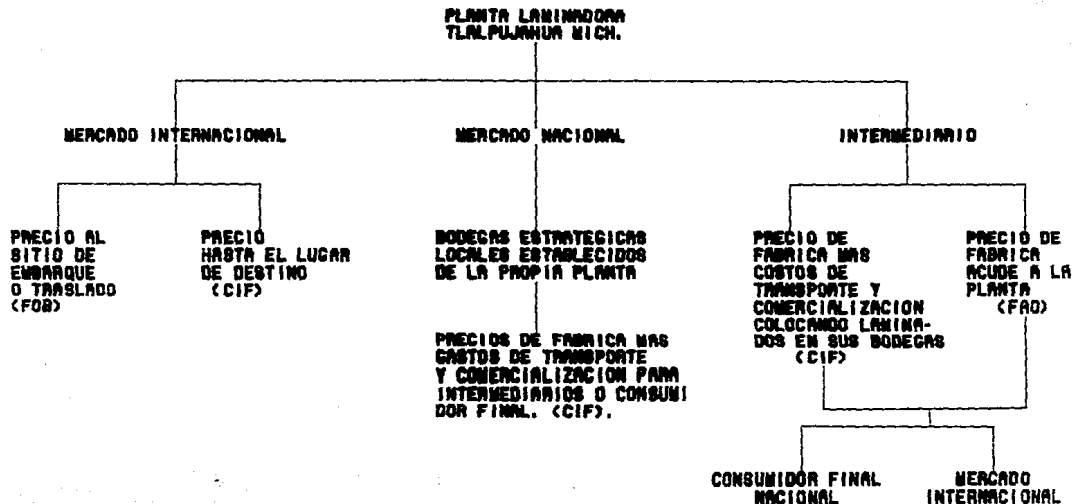 PLANTA LAMINADORA
TLALPUJAHUA MICH.
MERCADO INTERNACIONAL
MERCADO NACIONAL
INTERMEDIARIO
PRECIO AL
SITIO DE
EMBARQUE
O TRASLADO
(FOB)
PRECIO
HASTA EL LUGAR
DE DESTINO
(CIF)
BODEGAS ESTRATEGICAS
LOCALES ESTABLECIDOS
DE LA PROPIA PLANTA
PRECIOS DE FABRICA MAS
GASTOS DE TRANSPORTE
Y COMERCIALIZACION PARA
INTERMEDIARIOS O CONSUMI
DOR FINAL. (CIF).
PRECIO DE
FABRICA MAS
COSTOS DE
TRANSPORTE Y
COMERCIALIZACION
COLOCANDO LAMINA-
DOS EN SUS BODEGAS
(CIF)
PRECIO DE
FABRICA
ACUDE A LA
PLANTA
(FAO)
CONSUMIDOR FINAL
NACIONAL
MERCADO
INTERNACIONAL